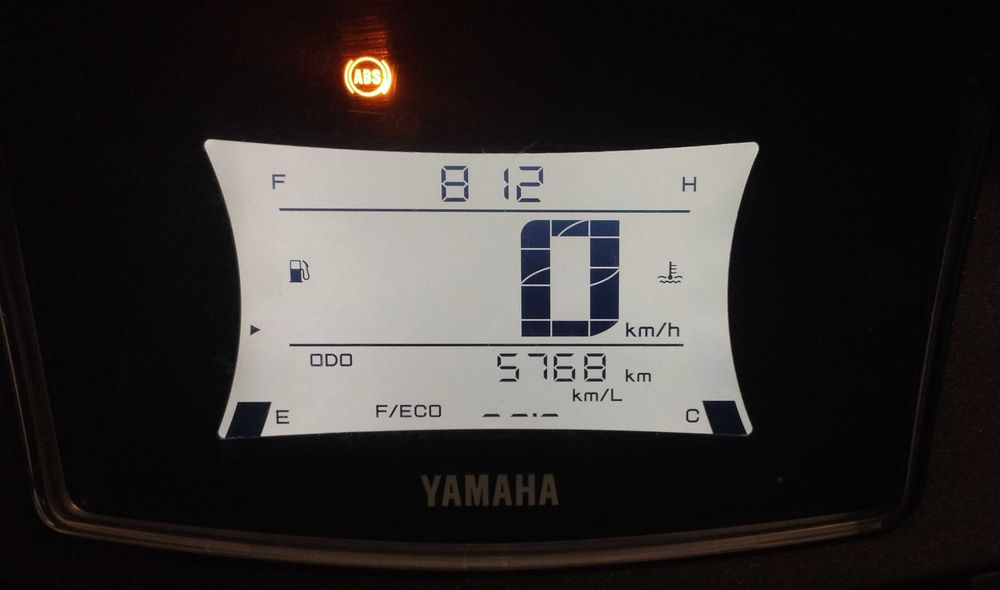 ABS
F 812 H
0 km/h
ODO 5768 km
km/L
E F/ECO --.- C
YAMAHA